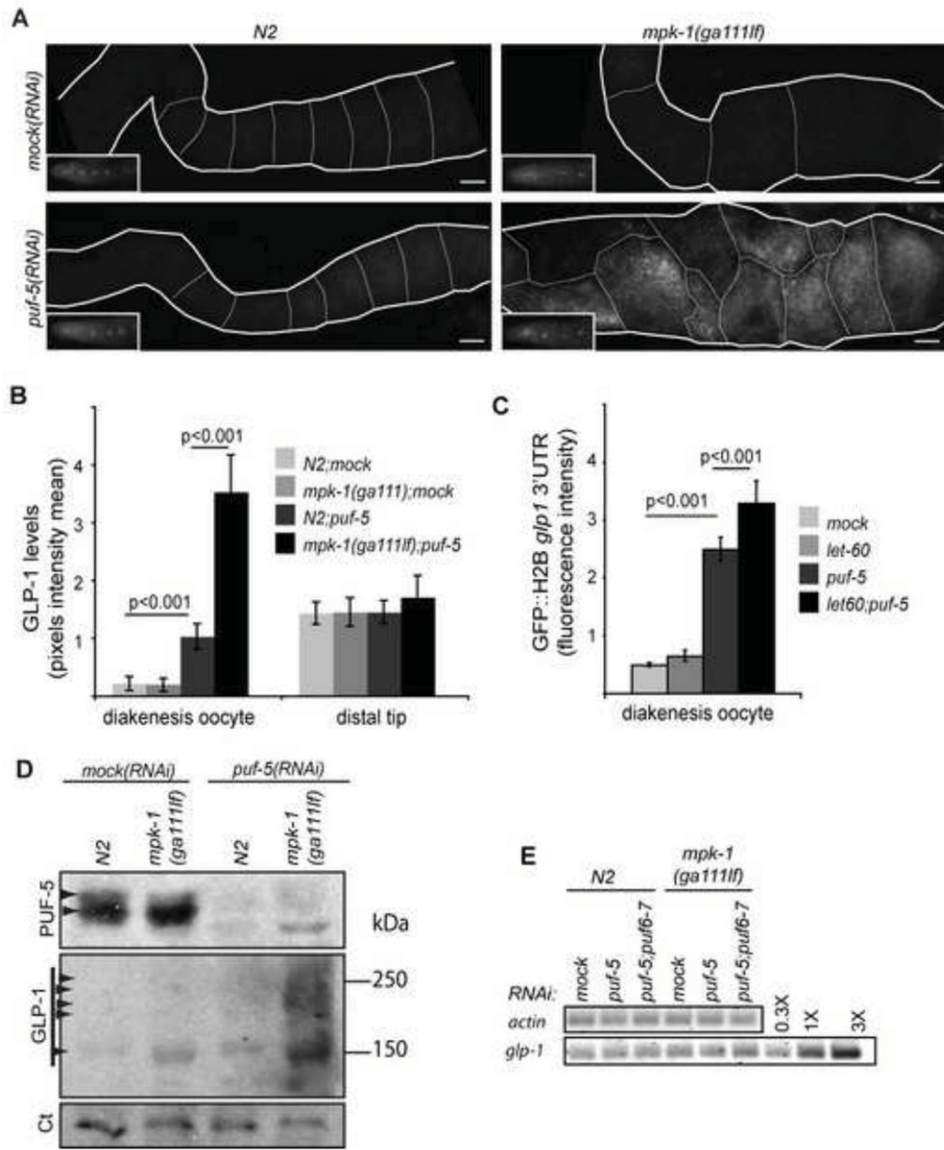 A
N2
mpk-1(ga111lf)
mock(RNAi)
puf-5(RNAi)
B
GLP-1 levels
(pixels intensity mean)
4
3
2
1
p<0.001
p<0.001
N2;mock
mpk-1(ga111);mock
N2;puf-5
mpk-1(ga111lf);puf-5
diakenesis oocyte
distal tip
C
GFP::H2B glp1 3'UTR
(fluorescence intensity)
4
3
2
1
p<0.001
p<0.001
mock
let-60
puf-5
let60;puf-5
diakenesis oocyte
D
mock(RNAi)
puf-5(RNAi)
N2
mpk-1
(ga111lf)
N2
mpk-1
(ga111lf)
PUF-5
kDa
GLP-1
250
150
Ct
E
N2
mpk-1
(ga111lf)
RNAi:
mock
puf-5
puf-5;puf6-7
mock
puf-5
puf-5;puf6-7
actin
0.3X
1X
3X
glp-1